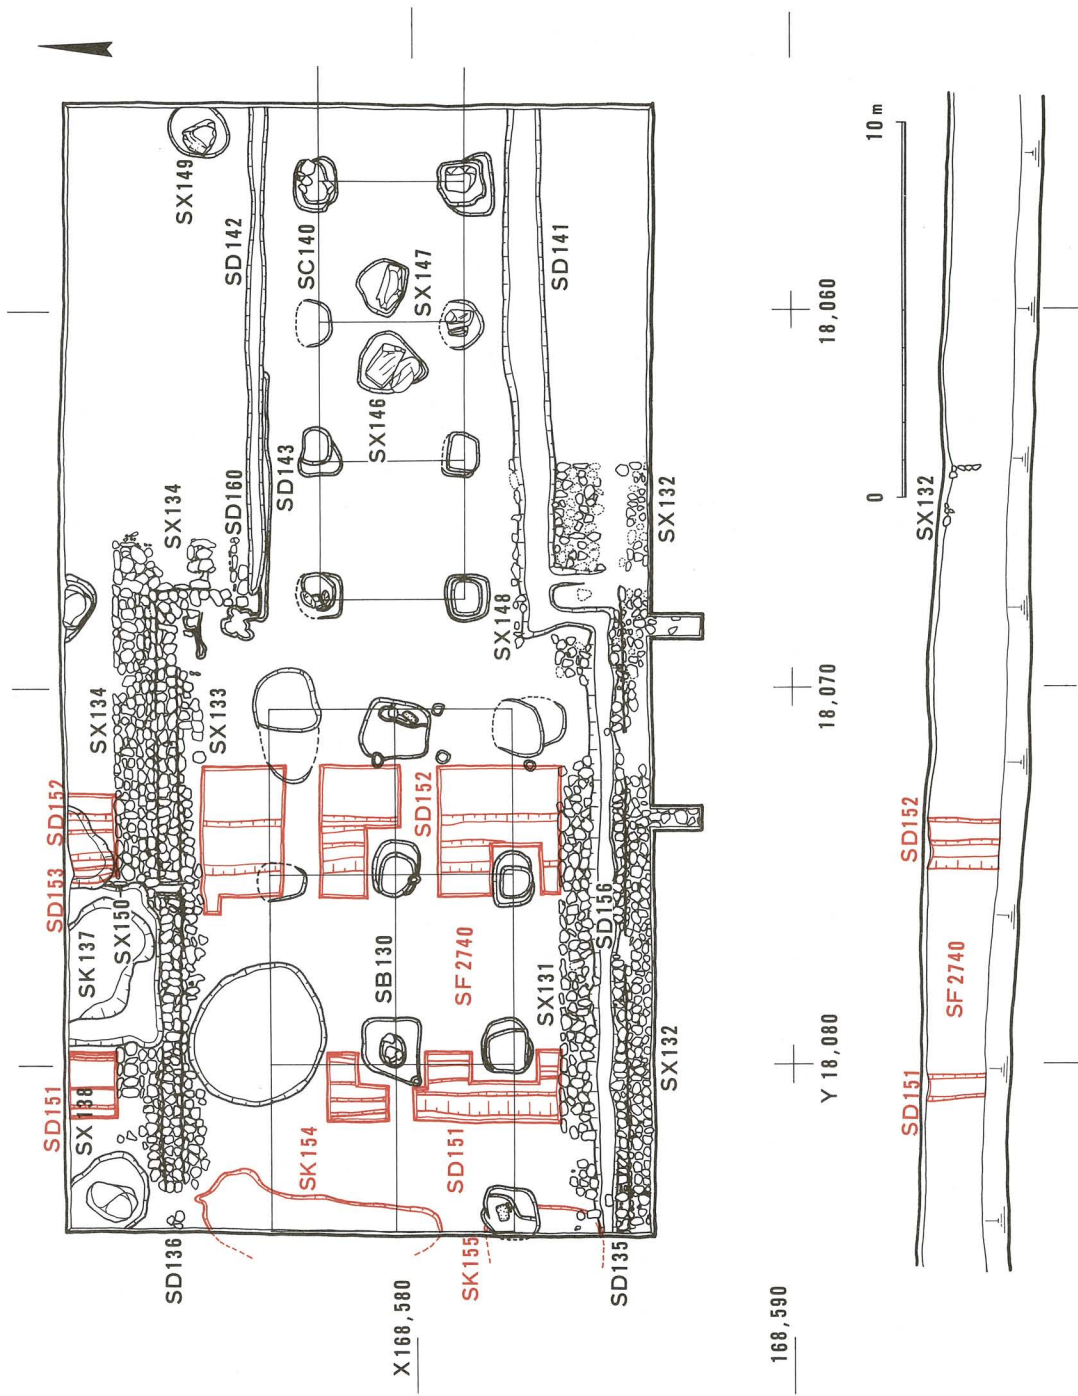 SX149
SD142
SC140
SX147
SD141
SX146
SD143
SD160
SX134
SX132
SX148
SX134
SX133
SD152
SD152
SD153
SX150
SK137
SB130
SF2740
SX131
SD156
SX132
SD151
SX138
SK154
SD151
SK155
SD136
SD135
X168,580
168,590
18,060
18,070
Y18,080
10m
0
SX132
SD152
SF2740
SD151